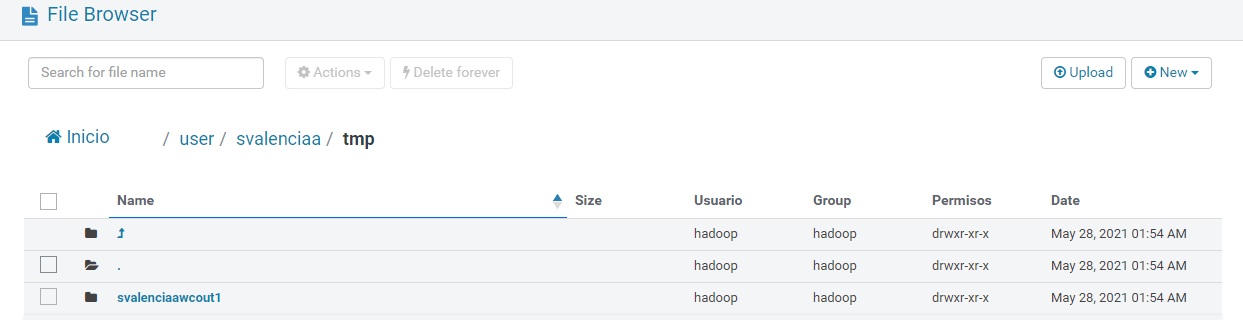 File Browser
Search for file name Actions Delete forever Upload New
Inicio / user / svalenciaa / tmp
Name Size Usuario Group Permisos Date
hadoop hadoop drwxr-xr-x May 28, 2021 01:54 AM
. hadoop hadoop drwxr-xr-x May 28, 2021 01:54 AM
svalenciaawcout1 hadoop hadoop drwxr-xr-x May 28, 2021 01:54 AM